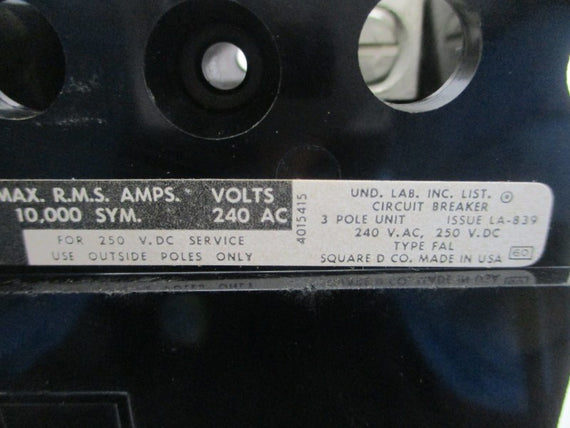 MAX. R.M.S. AMPS. VOLTS
10,000 SYM. 240 AC
FOR 250 V.DC SERVICE
USE OUTSIDE POLES ONLY
4015415
UND. LAB. INC. LIST.
CIRCUIT BREAKER
3 POLE UNIT ISSUE LA-839
240 V.AC, 250 V.DC
TYPE FAL
SQUARE D CO. MADE IN USA 60